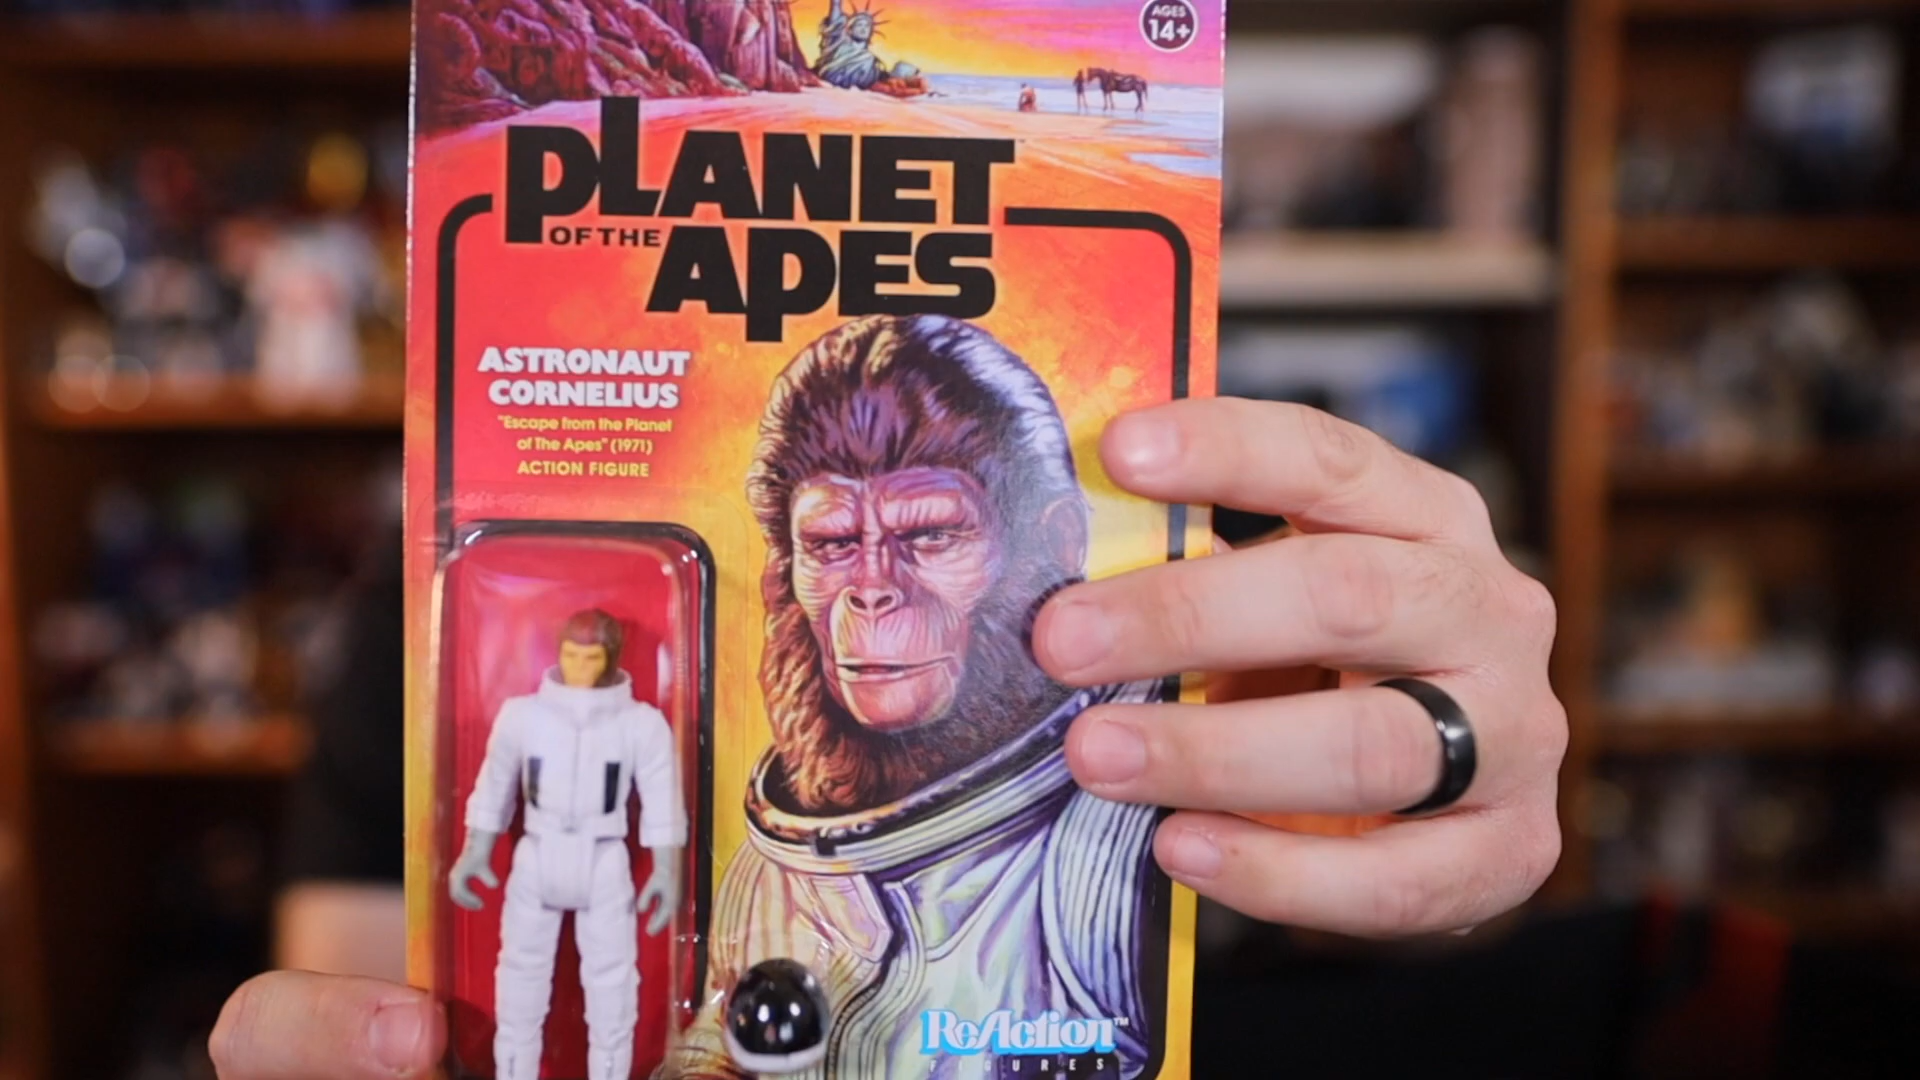 AGES
14+
PLANET
OF THE
APES
ASTRONAUT
CORNELIUS
"Escape from the Planet
of The Apes" (1971)
ACTION FIGURE
ReAction™
FIGURES